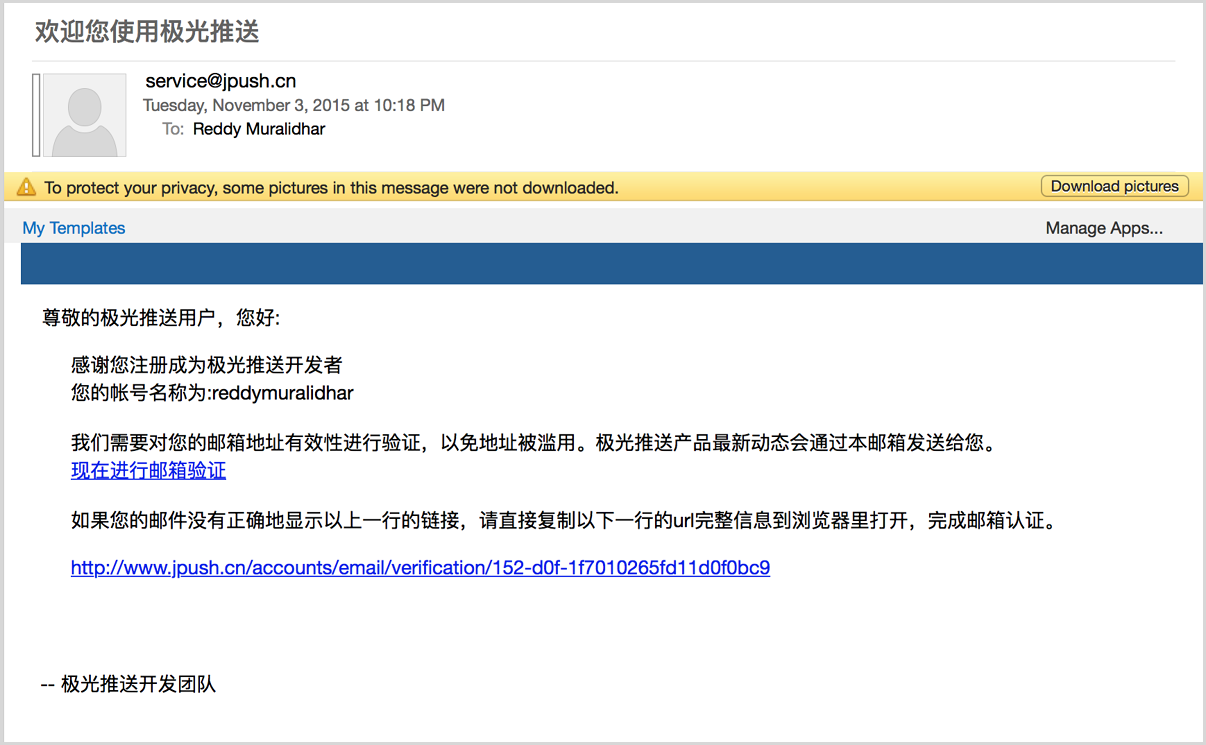 欢迎您使用极光推送
service@jpush.cn
Tuesday, November 3, 2015 at 10:18 PM
To: Reddy Muralidhar
To protect your privacy, some pictures in this message were not downloaded.
Download pictures
My Templates
Manage Apps...
尊敬的极光推送用户，您好:
感谢您注册成为极光推送开发者
您的帐号名称为:reddymuralidhar
我们需要对您的邮箱地址有效性进行验证，以免地址被滥用。极光推送产品最新动态会通过本邮箱发送给您。
现在进行邮箱验证
如果您的邮件没有正确地显示以上一行的链接，请直接复制以下一行的url完整信息到浏览器里打开，完成邮箱认证。
http://www.jpush.cn/accounts/email/verification/152-d0f-1f7010265fd11d0f0bc9
-- 极光推送开发团队